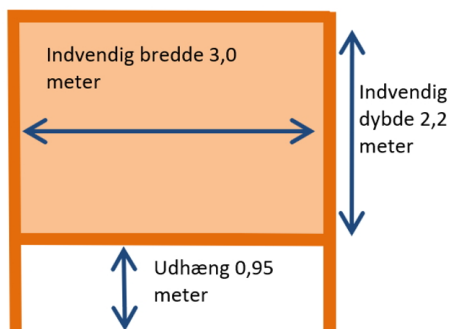 Indvendig bredde 3,0
meter
Indvendig
dybde 2,2
meter
Udhæng 0,95
meter